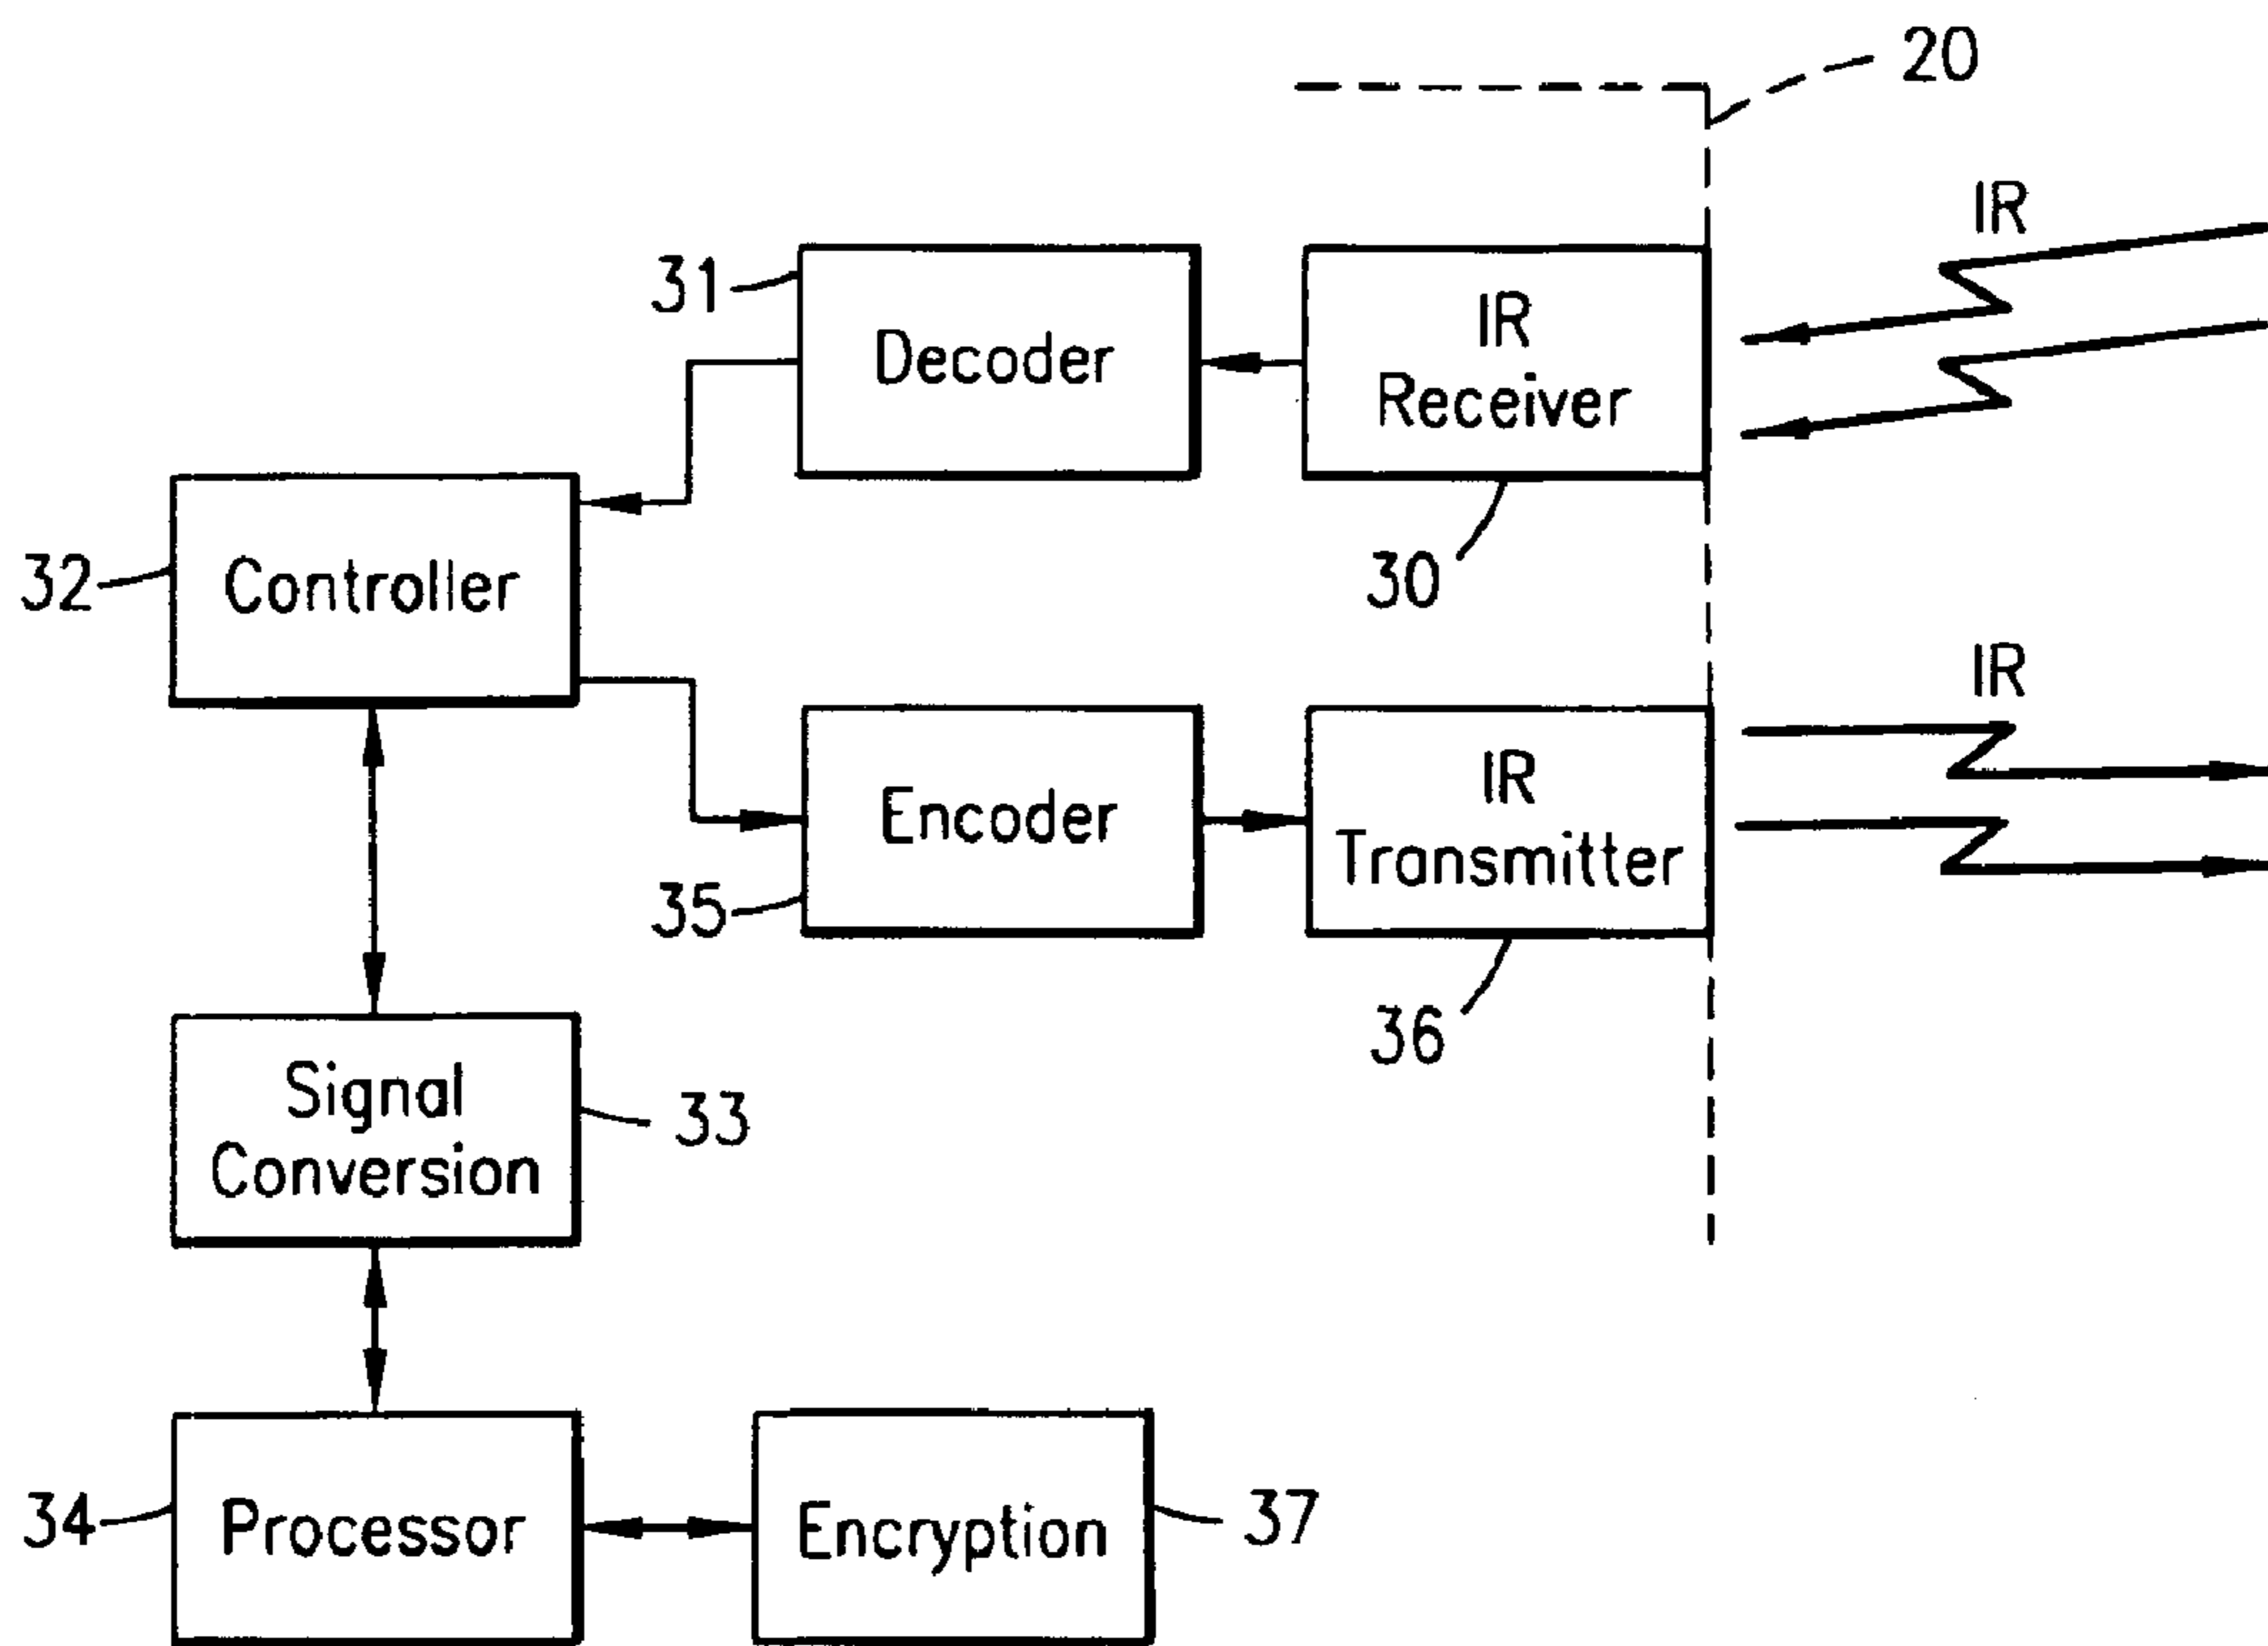 20
IR
31
Decoder
IR
Receiver
32
Controller
30
IR
35
Encoder
IR
Transmitter
36
Signal
Conversion
33
34
Processor
Encryption
37